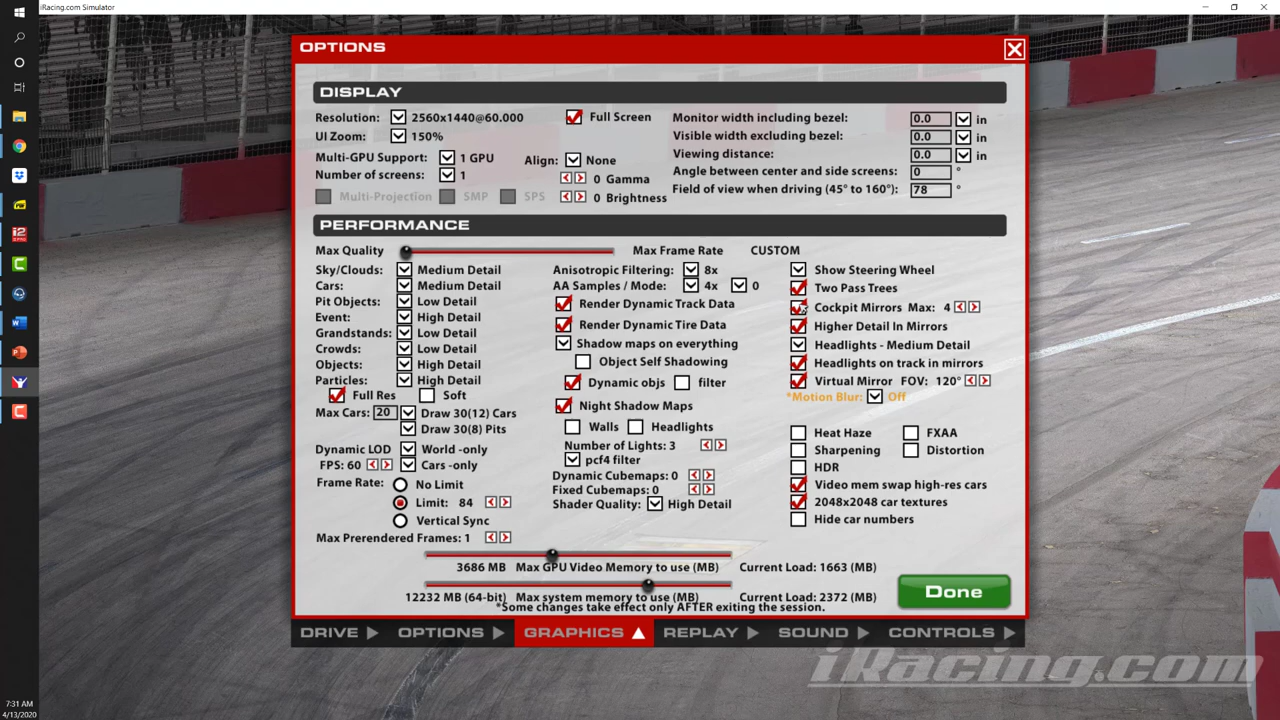 iRacing.com Simulator
OPTIONS
DISPLAY
Resolution: 2560x1440@60.000
Full Screen
UI Zoom: 150%
Multi-GPU Support: 1 GPU
Align: None
Number of screens: 1
0 Gamma
Multi-Projection SMP SPS
0 Brightness
Monitor width including bezel: 0.0 in
Visible width excluding bezel: 0.0 in
Viewing distance: 0.0 in
Angle between center and side screens: 0 °
Field of view when driving (45° to 160°): 78 °
PERFORMANCE
Max Quality Max Frame Rate CUSTOM
Sky/Clouds: Medium Detail
Cars: Medium Detail
Pit Objects: Low Detail
Event: High Detail
Grandstands: Low Detail
Crowds: Low Detail
Objects: High Detail
Particles: High Detail
Full Res Soft
Max Cars: 20 Draw 30(12) Cars
Draw 30(8) Pits
Dynamic LOD World -only
FPS: 60 Cars -only
Frame Rate: No Limit
Limit: 84
Vertical Sync
Max Prerendered Frames: 1
Anisotropic Filtering: 8x
AA Samples / Mode: 4x 0
Render Dynamic Track Data
Render Dynamic Tire Data
Shadow maps on everything
Object Self Shadowing
Dynamic objs filter
Night Shadow Maps
Walls Headlights
Number of Lights: 3
pcf4 filter
Dynamic Cubemaps: 0
Fixed Cubemaps: 0
Shader Quality: High Detail
Show Steering Wheel
Two Pass Trees
Cockpit Mirrors Max: 4
Higher Detail In Mirrors
Headlights - Medium Detail
Headlights on track in mirrors
Virtual Mirror FOV: 120°
*Motion Blur: Off
Heat Haze FXAA
Sharpening Distortion
HDR
Video mem swap high-res cars
2048x2048 car textures
Hide car numbers
3686 MB Max GPU Video Memory to use (MB) Current Load: 1663 (MB)
12232 MB (64-bit) Max system memory to use (MB) Current Load: 2372 (MB)
*Some changes take effect only AFTER exiting the session.
Done
DRIVE OPTIONS GRAPHICS REPLAY SOUND CONTROLS
iRacing.com
7:31 AM
4/13/2020